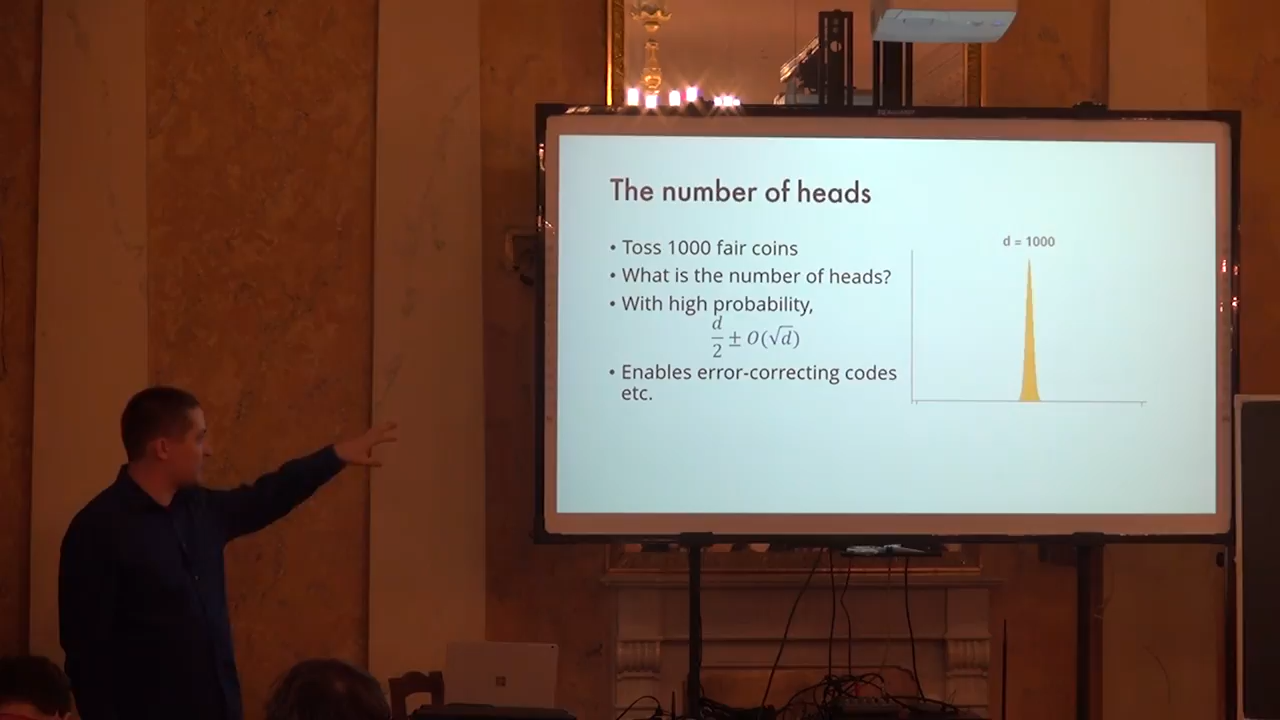 The number of heads
• Toss 1000 fair coins
• What is the number of heads?
• With high probability,
d/2 ± O(√d)
• Enables error-correcting codes
etc.
d = 1000